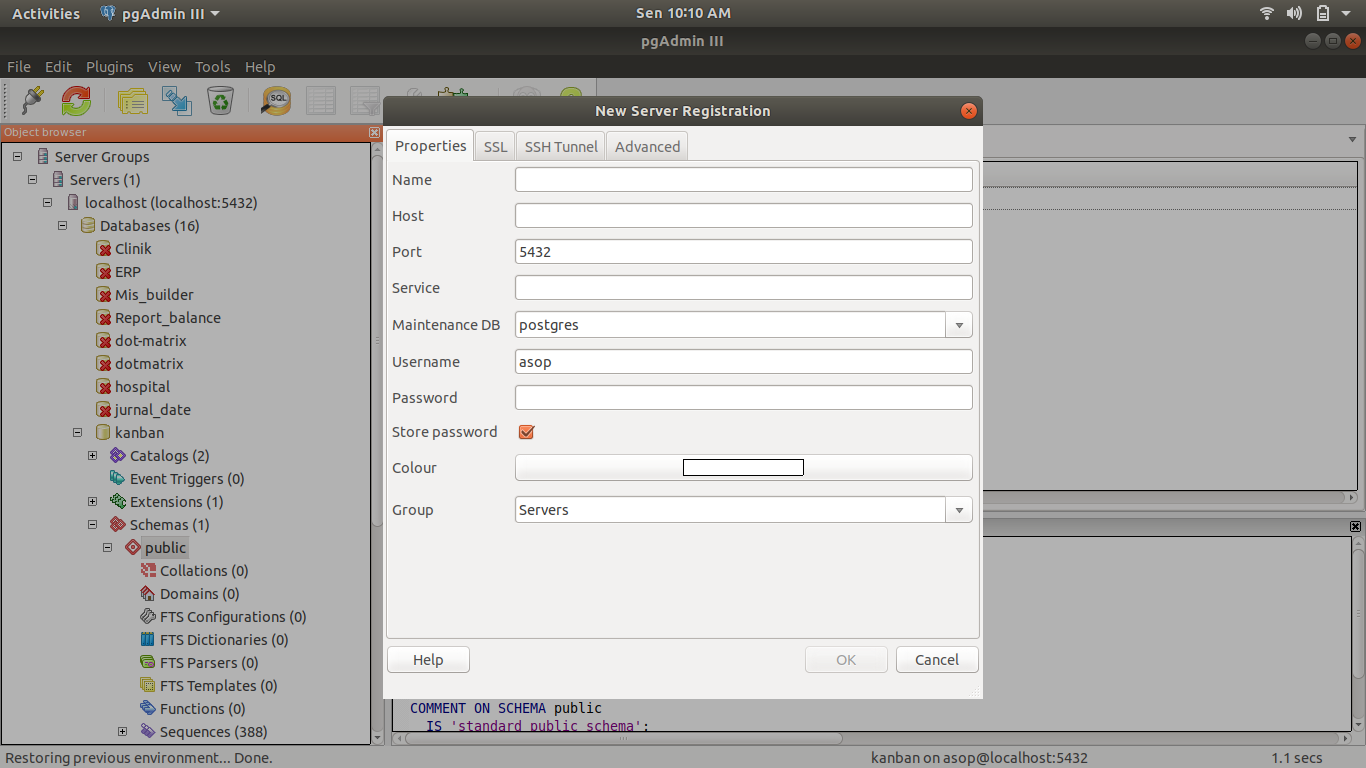 Activities pgAdmin III Sen 10:10 AM
pgAdmin III
File Edit Plugins View Tools Help
SQL
Object browser
Server Groups
Servers (1)
localhost (localhost:5432)
Databases (16)
Clinik
ERP
Mis_builder
Report_balance
dot-matrix
dotmatrix
hospital
jurnal_date
kanban
Catalogs (2)
Event Triggers (0)
Extensions (1)
Schemas (1)
public
Collations (0)
Domains (0)
FTS Configurations (0)
FTS Dictionaries (0)
FTS Parsers (0)
FTS Templates (0)
Functions (0)
Sequences (388)
New Server Registration
Properties SSL SSH Tunnel Advanced
Name
Host
Port 5432
Service
Maintenance DB postgres
Username asop
Password
Store password
Colour
Group Servers
Help OK Cancel
COMMENT ON SCHEMA public
IS 'standard public schema';
Restoring previous environment... Done. kanban on asop@localhost:5432 1.1 secs